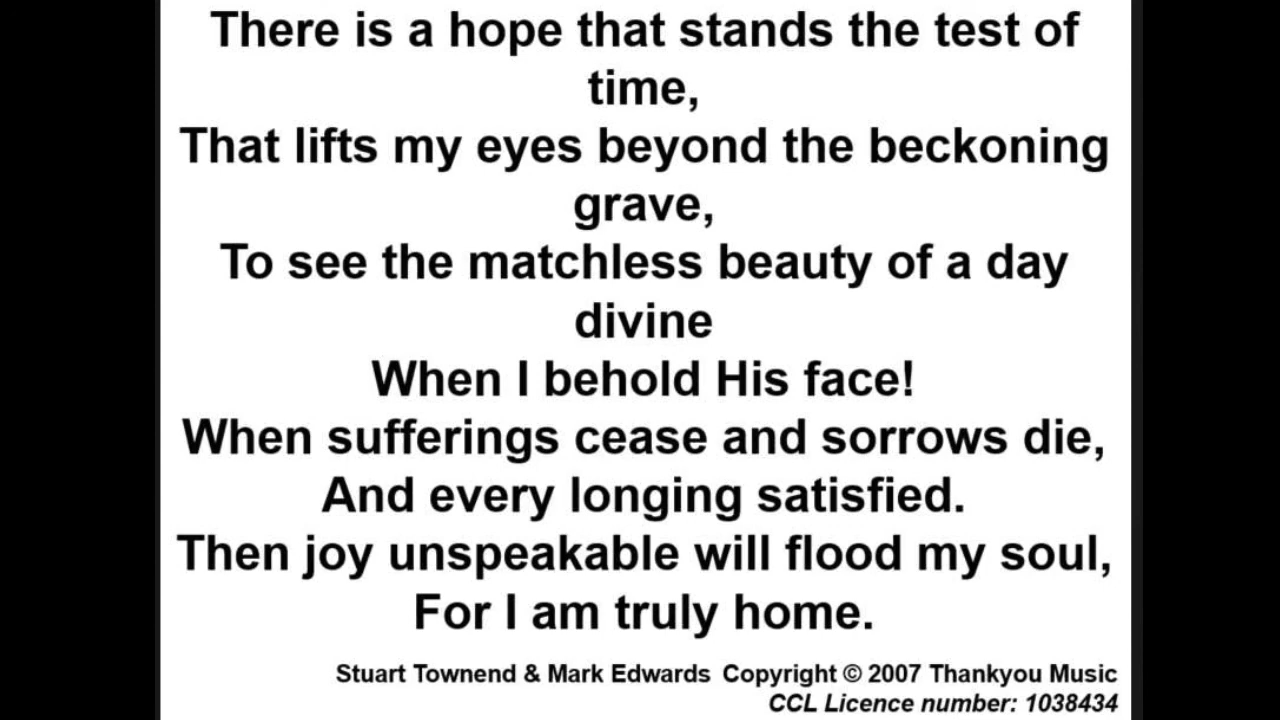 There is a hope that stands the test of
time,
That lifts my eyes beyond the beckoning
grave,
To see the matchless beauty of a day
divine
When I behold His face!
When sufferings cease and sorrows die,
And every longing satisfied.
Then joy unspeakable will flood my soul,
For I am truly home.
Stuart Townend & Mark Edwards Copyright © 2007 Thankyou Music
CCL Licence number: 1038434